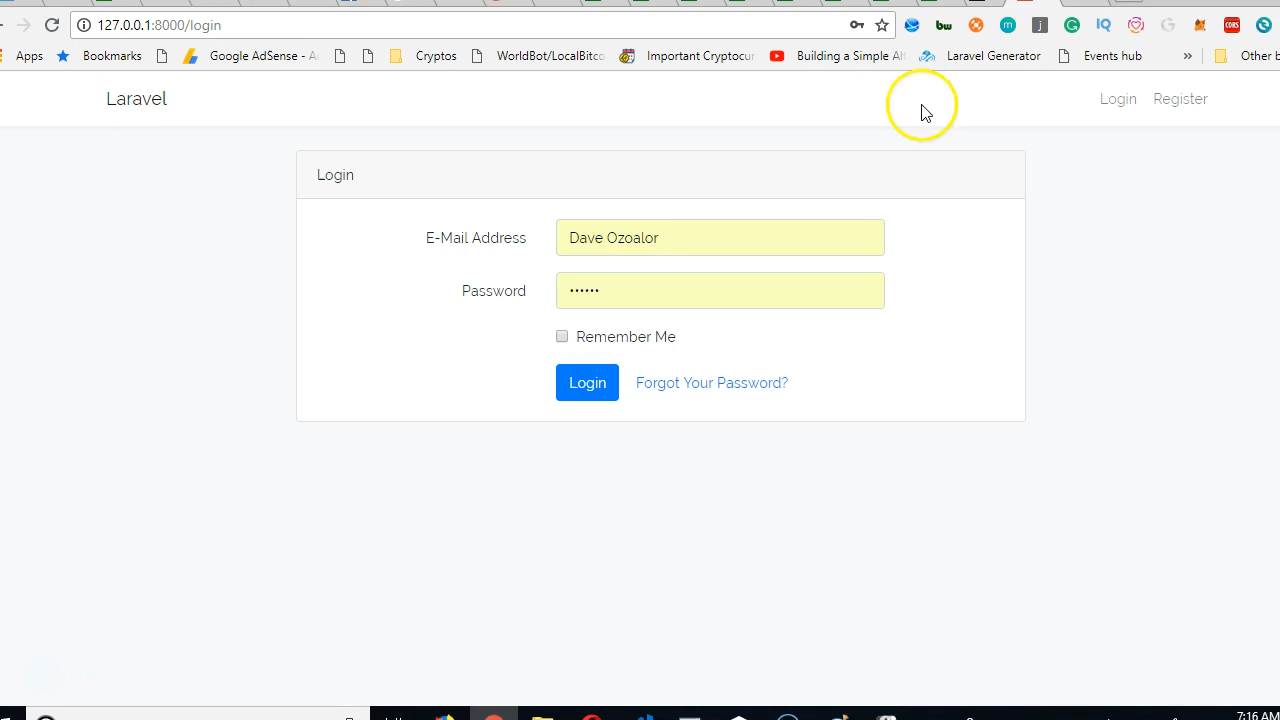 127.0.0.1:8000/login
Apps Bookmarks Google AdSense - A Cryptos WorldBot/LocalBitco Important Cryptocur Building a Simple Alt Laravel Generator Events hub » Other b
Laravel
Login Register
Login
E-Mail Address Dave Ozoalor
Password ••••••
Remember Me
Login Forgot Your Password?
7:16 AM